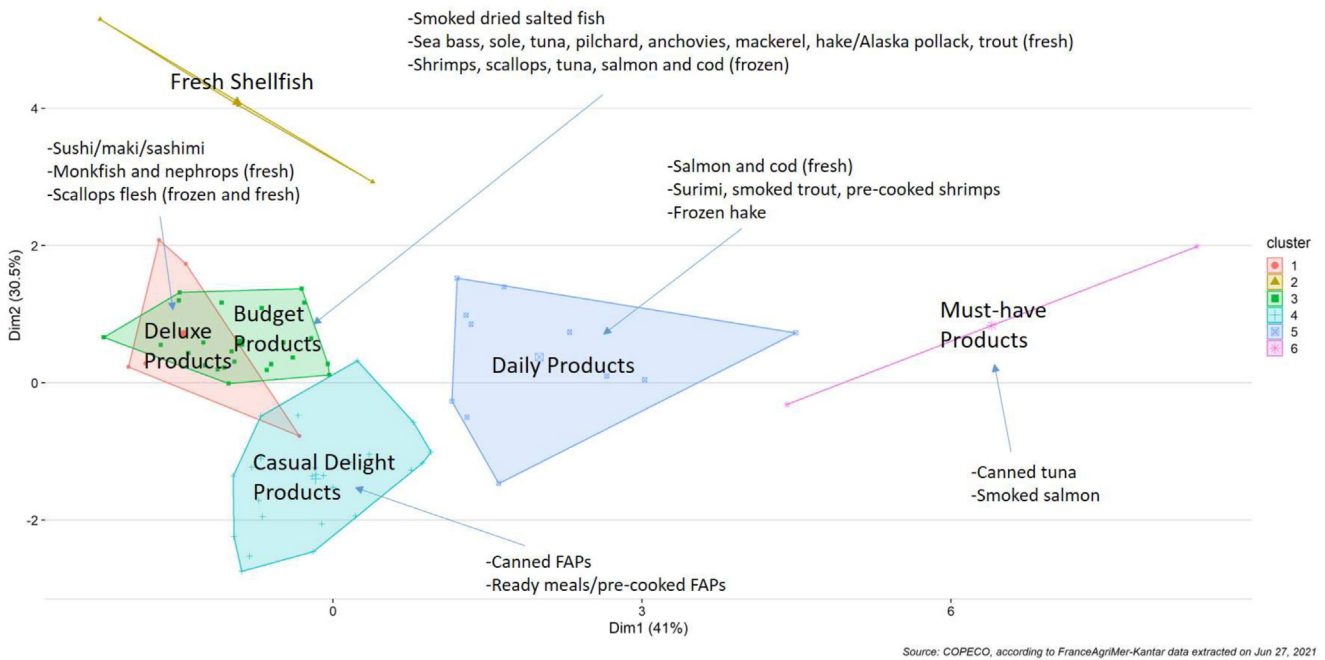 -Smoked dried salted fish
-Sea bass, sole, tuna, pilchard, anchovies, mackerel, hake/Alaska pollack, trout (fresh)
-Shrimps, scallops, tuna, salmon and cod (frozen)
Fresh Shellfish
-Sushi/maki/sashimi
-Monkfish and nephrops (fresh)
-Scallops flesh (frozen and fresh)
-Salmon and cod (fresh)
-Surimi, smoked trout, pre-cooked shrimps
-Frozen hake
Deluxe
Products
Budget
Products
Daily Products
Must-have
Products
Casual Delight
Products
-Canned tuna
-Smoked salmon
-Canned FAPs
-Ready meals/pre-cooked FAPs
cluster
1
2
3
4
5
6
Dim2 (30.5%)
4
2
0
-2
0
3
6
Dim1 (41%)
Source: COPECO, according to FranceAgriMer-Kantar data extracted on Jun 27, 2021